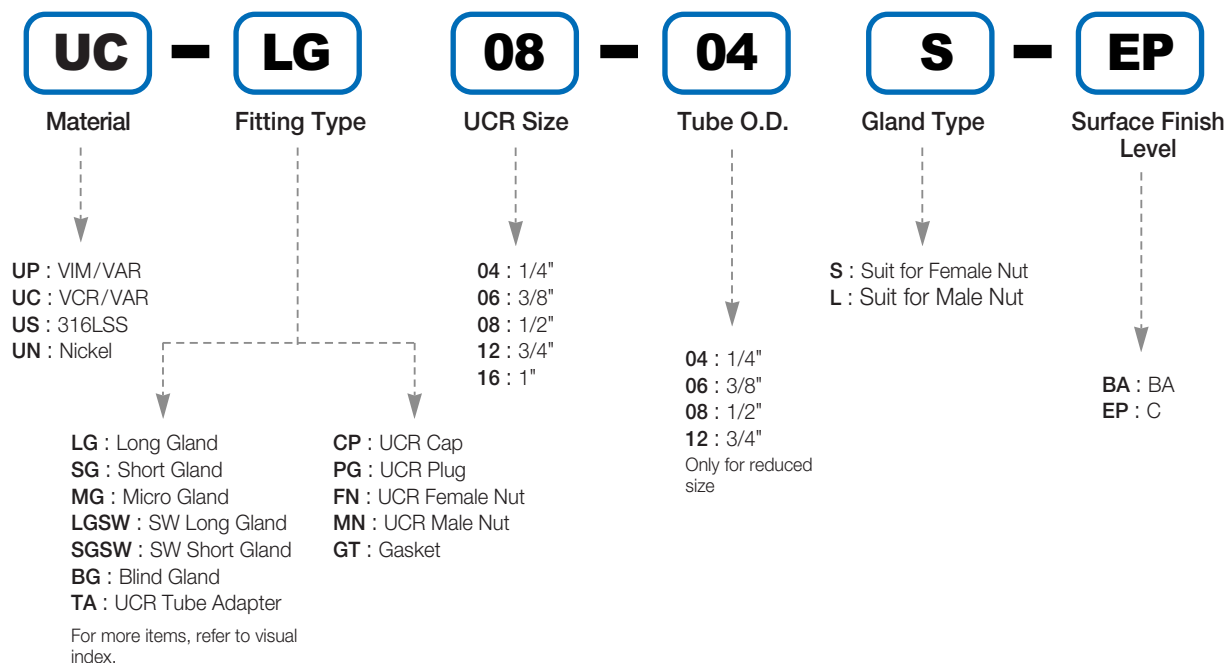 UC - LG 08 - 04 S - EP
Material
Fitting Type
UCR Size
Tube O.D.
Gland Type
Surface Finish
Level
UP : VIM/VAR
UC : VCR/VAR
US : 316LSS
UN : Nickel
LG : Long Gland
SG : Short Gland
MG : Micro Gland
LGSW : SW Long Gland
SGSW : SW Short Gland
BG : Blind Gland
TA : UCR Tube Adapter
For more items, refer to visual
index.
CP : UCR Cap
PG : UCR Plug
FN : UCR Female Nut
MN : UCR Male Nut
GT : Gasket
04 : 1/4"
06 : 3/8"
08 : 1/2"
12 : 3/4"
16 : 1"
04 : 1/4"
06 : 3/8"
08 : 1/2"
12 : 3/4"
Only for reduced
size
S : Suit for Female Nut
L : Suit for Male Nut
BA : BA
EP : C